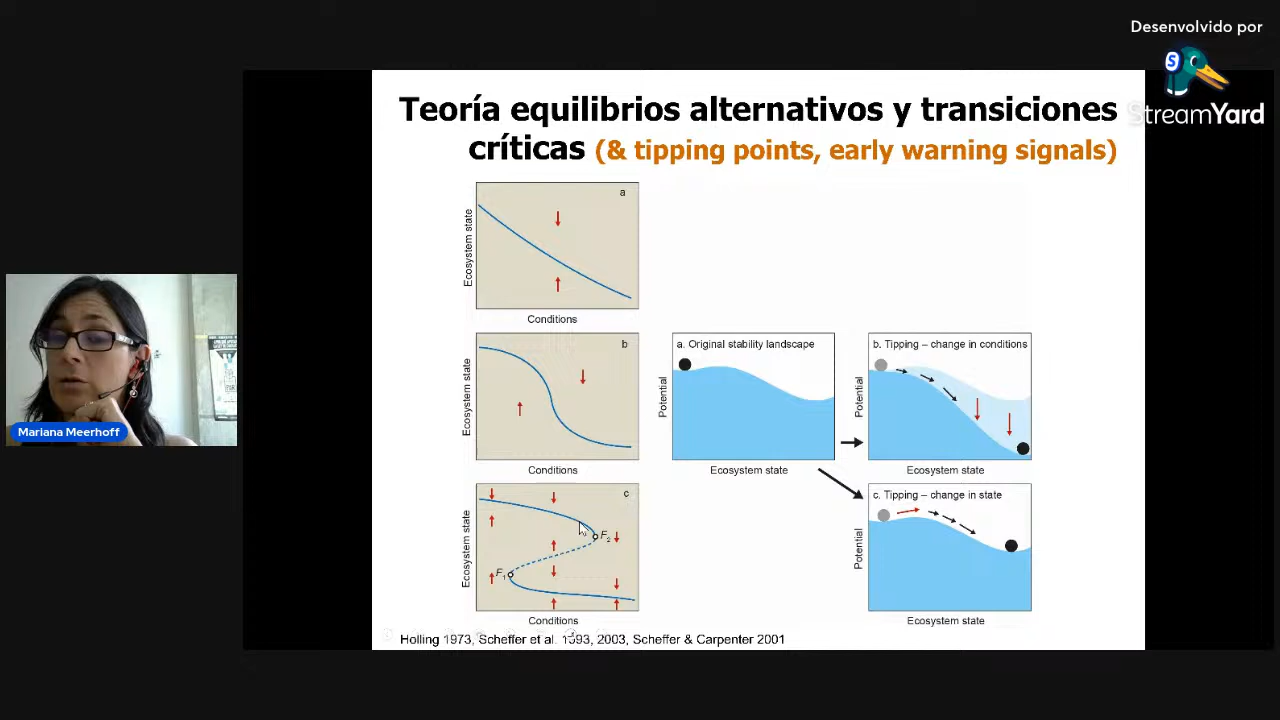 Desenvolvido por
StreamYard
Teoría equilibrios alternativos y transiciones
críticas (& tipping points, early warning signals)
a
Ecosystem state
Conditions
b
Ecosystem state
Conditions
a. Original stability landscape
Potential
Ecosystem state
b. Tipping – change in conditions
Potential
Ecosystem state
c
F2
F1
Ecosystem state
Conditions
c. Tipping – change in state
Potential
Ecosystem state
Mariana Meerhoff
Holling 1973, Scheffer et al. 1993, 2003, Scheffer & Carpenter 2001